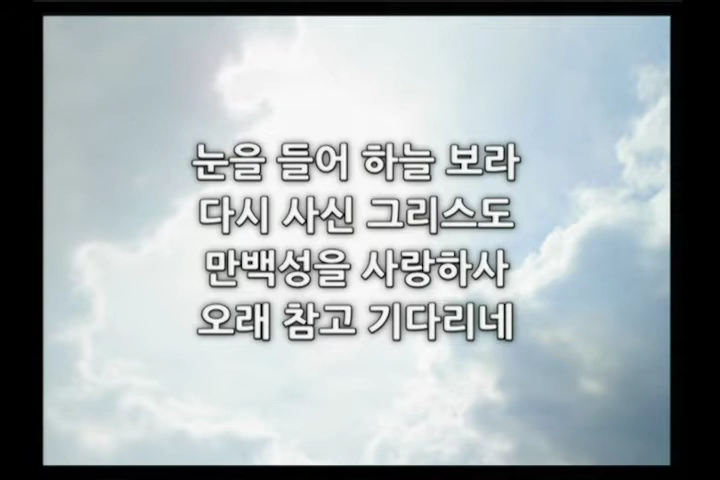 눈을 들어 하늘 보라
다시 사신 그리스도
만백성을 사랑하사
오래 참고 기다리네